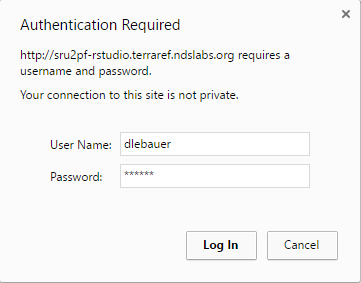 Authentication Required
http://sru2pf-rstudio.terraref.ndslabs.org requires a
username and password.
Your connection to this site is not private.
User Name: dlebauer
Password: ******
Log In Cancel